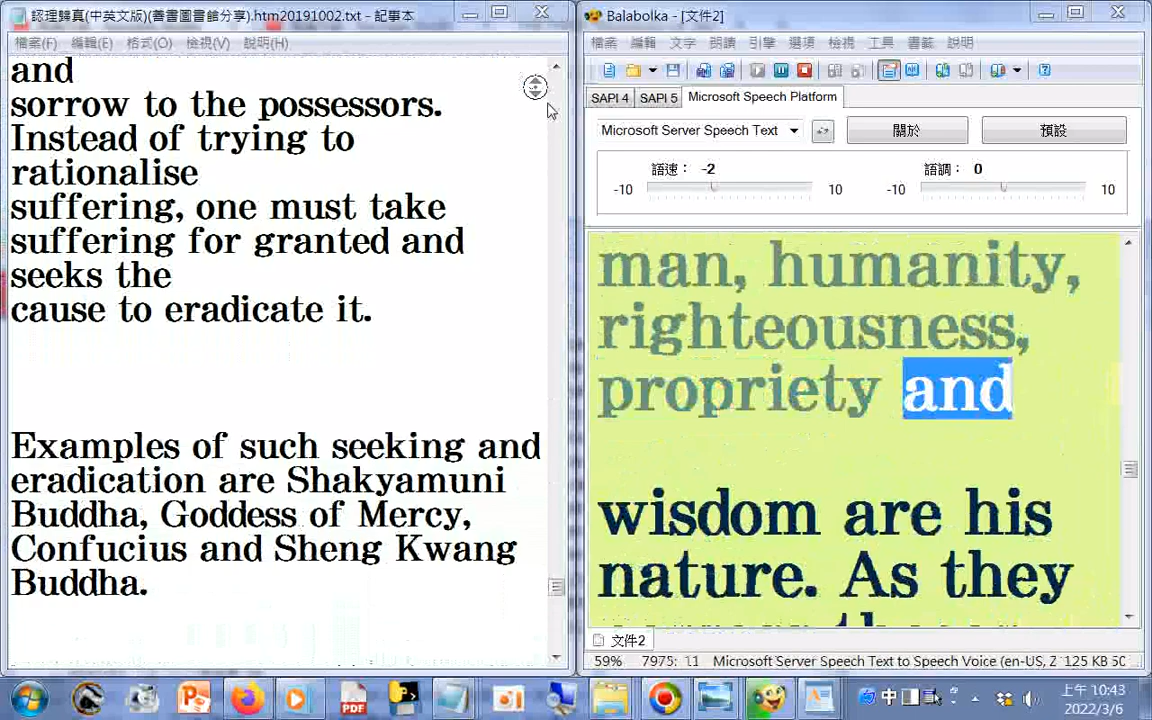 認理歸真(中英文版)(善書圖書館分享).htm20191002.txt - 記事本
檔案(F) 編輯(E) 格式(O) 檢視(V) 說明(H)
and
sorrow to the possessors.
Instead of trying to
rationalise
suffering, one must take
suffering for granted and
seeks the
cause to eradicate it.
Examples of such seeking and
eradication are Shakyamuni
Buddha, Goddess of Mercy,
Confucius and Sheng Kwang
Buddha.
Balabolka - [文件2]
檔案 編輯 文字 朗讀 引擎 選項 檢視 工具 書籤 說明
SAPI 4 SAPI 5 Microsoft Speech Platform
Microsoft Server Speech Text 關於 預設
語速： -2 語調： 0
-10 10 -10 10
man, humanity,
righteousness,
propriety and
wisdom are his
nature. As they
文件2
59% 7975: 11 Microsoft Server Speech Text to Speech Voice (en-US, Z 125 KB 50
PDF
中
上午 10:43
2022/3/6